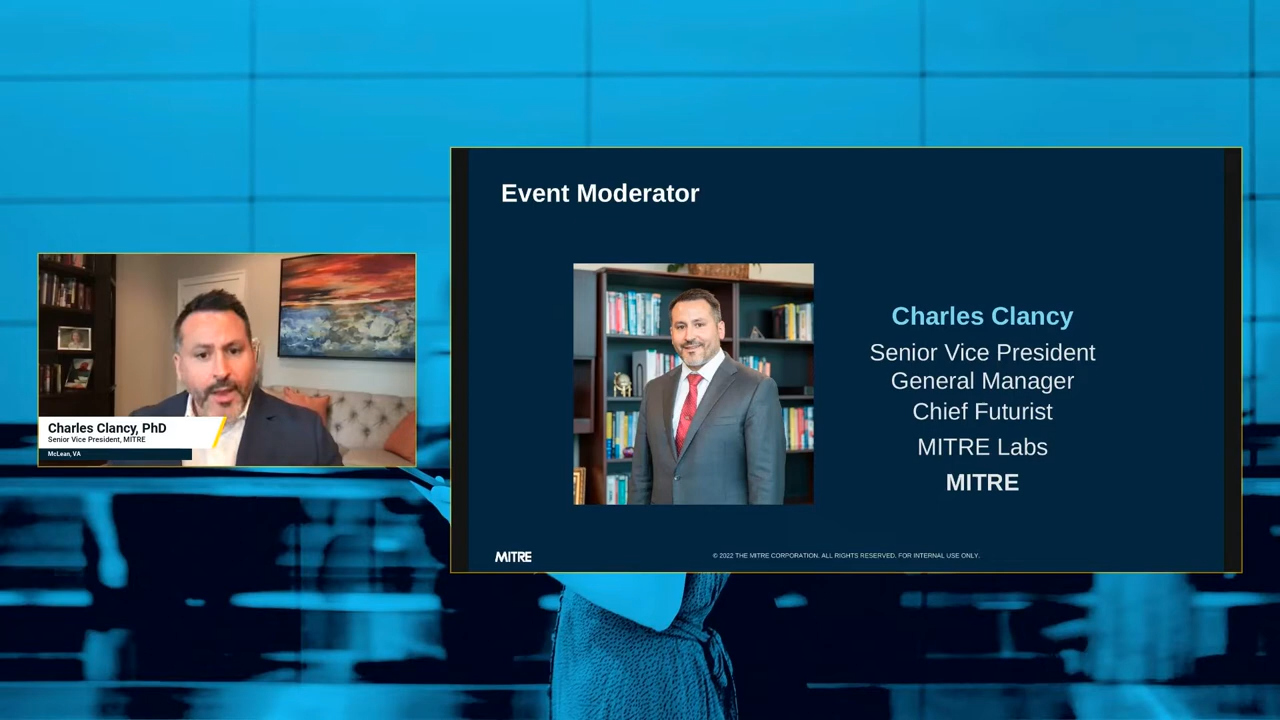 Event Moderator
Charles Clancy
Senior Vice President
General Manager
Chief Futurist
MITRE Labs
MITRE
MITRE
© 2022 THE MITRE CORPORATION. ALL RIGHTS RESERVED. FOR INTERNAL USE ONLY.
Charles Clancy, PhD
Senior Vice President, MITRE
McLean, VA